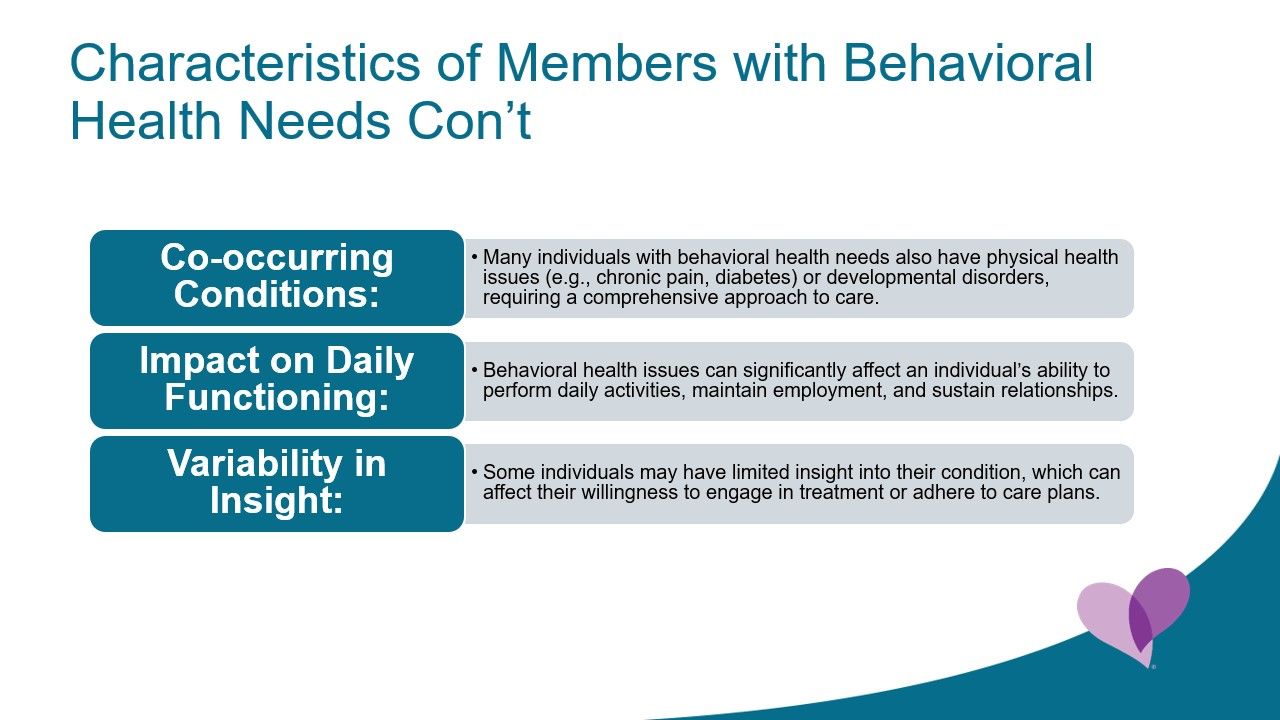 Characteristics of Members with Behavioral
Health Needs Con’t
Co-occurring
Conditions:
• Many individuals with behavioral health needs also have physical health
issues (e.g., chronic pain, diabetes) or developmental disorders,
requiring a comprehensive approach to care.
Impact on Daily
Functioning:
• Behavioral health issues can significantly affect an individual’s ability to
perform daily activities, maintain employment, and sustain relationships.
Variability in
Insight:
• Some individuals may have limited insight into their condition, which can
affect their willingness to engage in treatment or adhere to care plans.
®